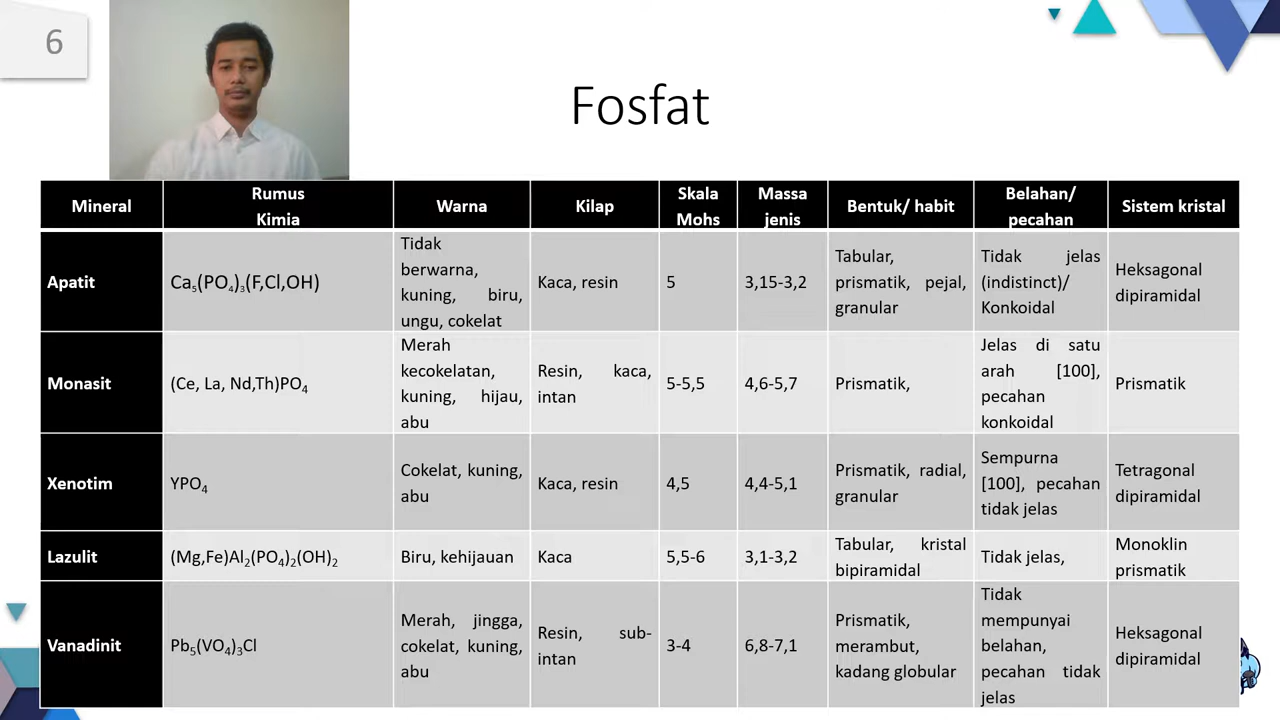 6
Fosfat
Mineral
Rumus
Kimia
Warna
Kilap
Skala
Mohs
Massa
jenis
Bentuk/ habit
Belahan/
pecahan
Sistem kristal
Apatit
Ca₅(PO₄)₃(F,Cl,OH)
Tidak
berwarna,
kuning, biru,
ungu, cokelat
Kaca, resin
5
3,15-3,2
Tabular,
prismatik, pejal,
granular
Tidak jelas
(indistinct)/
Konkoidal
Heksagonal
dipiramidal
Monasit
(Ce, La, Nd,Th)PO₄
Merah
kecokelatan,
kuning, hijau,
abu
Resin, kaca,
intan
5-5,5
4,6-5,7
Prismatik,
Jelas di satu
arah [100],
pecahan
konkoidal
Prismatik
Xenotim
YPO₄
Cokelat, kuning,
abu
Kaca, resin
4,5
4,4-5,1
Prismatik, radial,
granular
Sempurna
[100], pecahan
tidak jelas
Tetragonal
dipiramidal
Lazulit
(Mg,Fe)Al₂(PO₄)₂(OH)₂
Biru, kehijauan
Kaca
5,5-6
3,1-3,2
Tabular, kristal
bipiramidal
Tidak jelas,
Monoklin
prismatik
Vanadinit
Pb₅(VO₄)₃Cl
Merah, jingga,
cokelat, kuning,
abu
Resin, sub-
intan
3-4
6,8-7,1
Prismatik,
merambut,
kadang globular
Tidak
mempunyai
belahan,
pecahan tidak
jelas
Heksagonal
dipiramidal